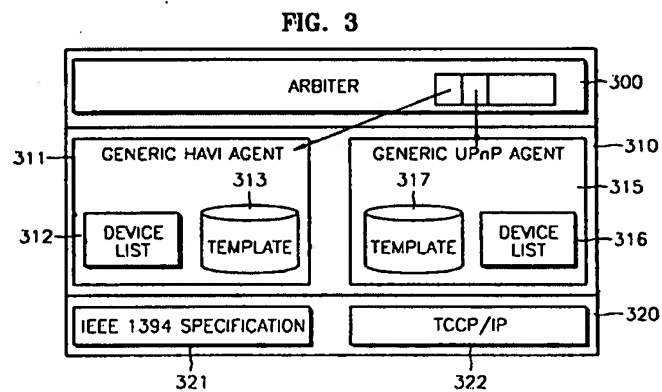 FIG. 3
ARBITER
300
311
GENERIC HAVI AGENT
GENERIC UPnP AGENT
310
313
317
315
312
DEVICE LIST
TEMPLATE
TEMPLATE
DEVICE LIST
316
IEEE 1394 SPECIFICATION
TCCP/IP
320
321
322